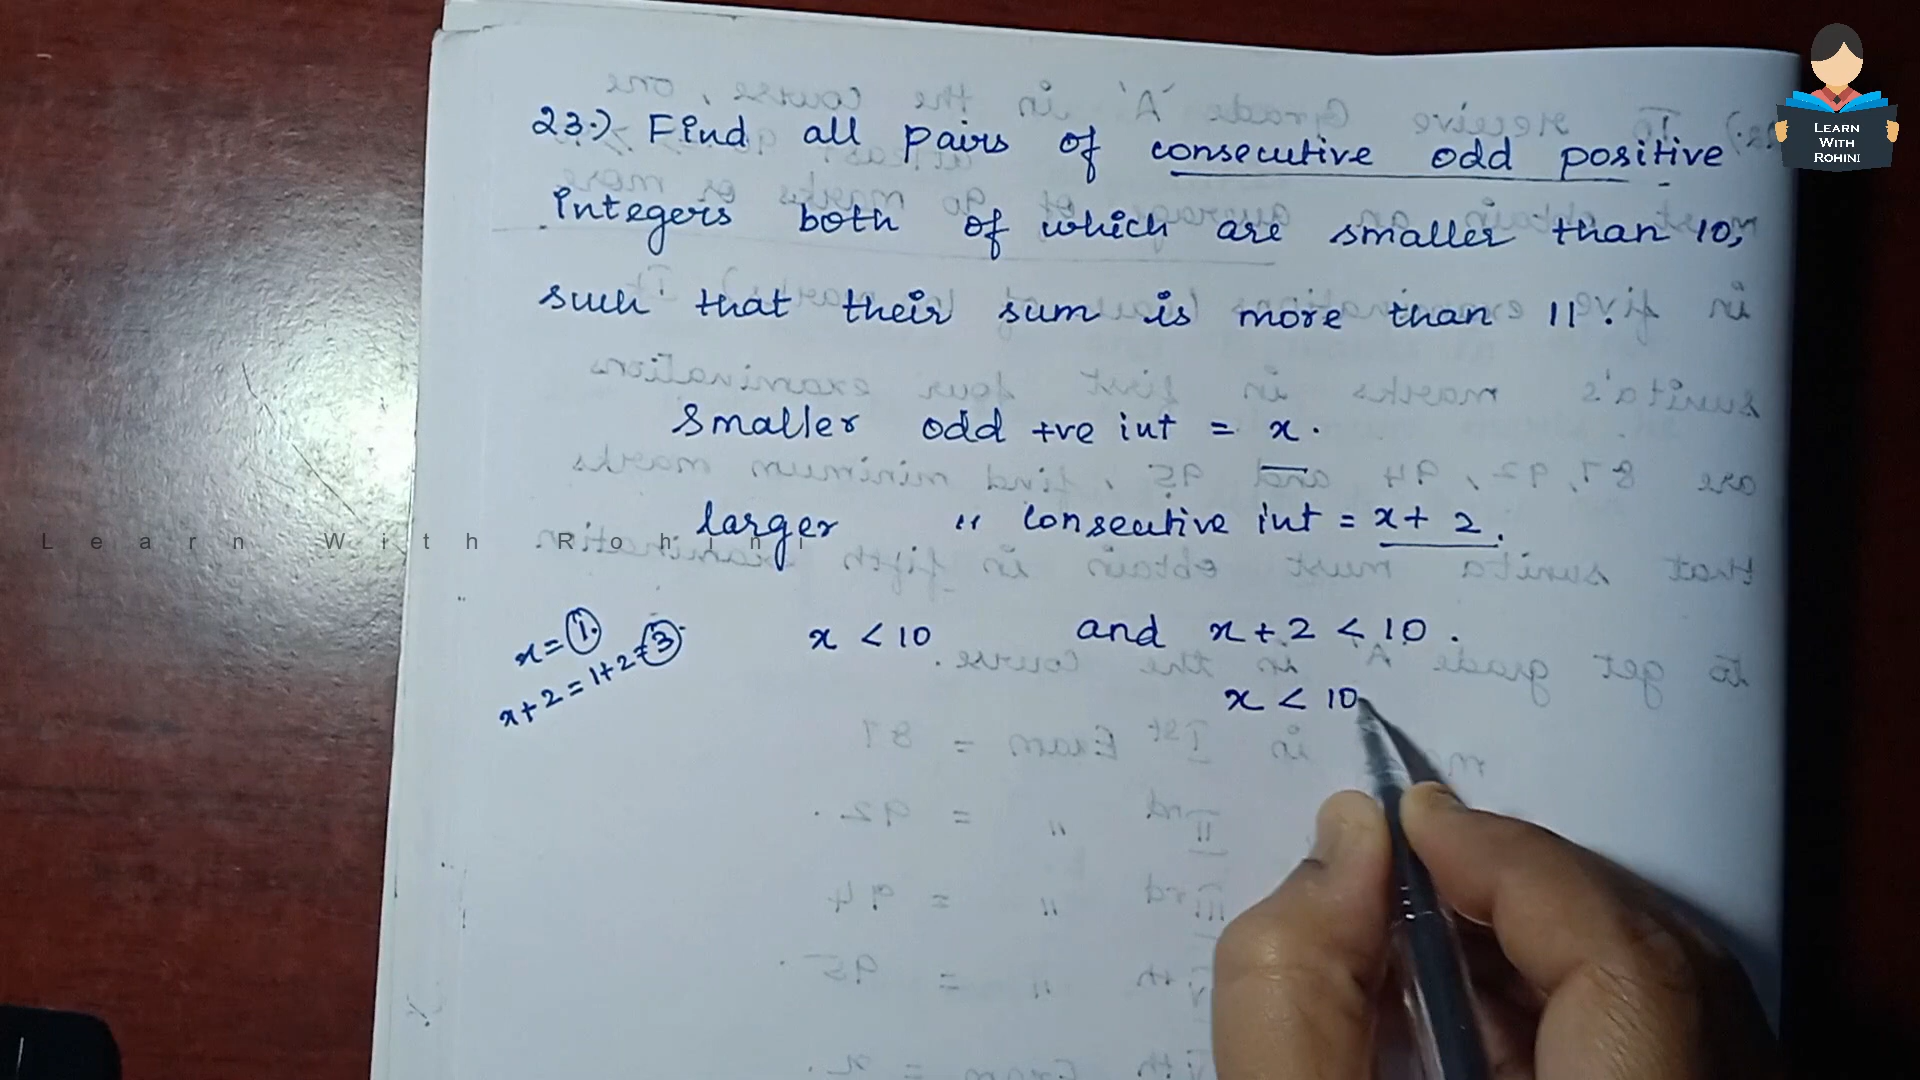 23.) Find all pairs of consecutive odd positive
integers both of which are smaller than 10,
such that their sum is more than 11.
Smaller odd +ve int = x.
larger " consecutive int = x + 2.
x = 1.
x + 2 = 1 + 2 = 3
x < 10 and x + 2 < 10.
x < 10
LEARN
WITH
ROHINI
Learn With Rohini